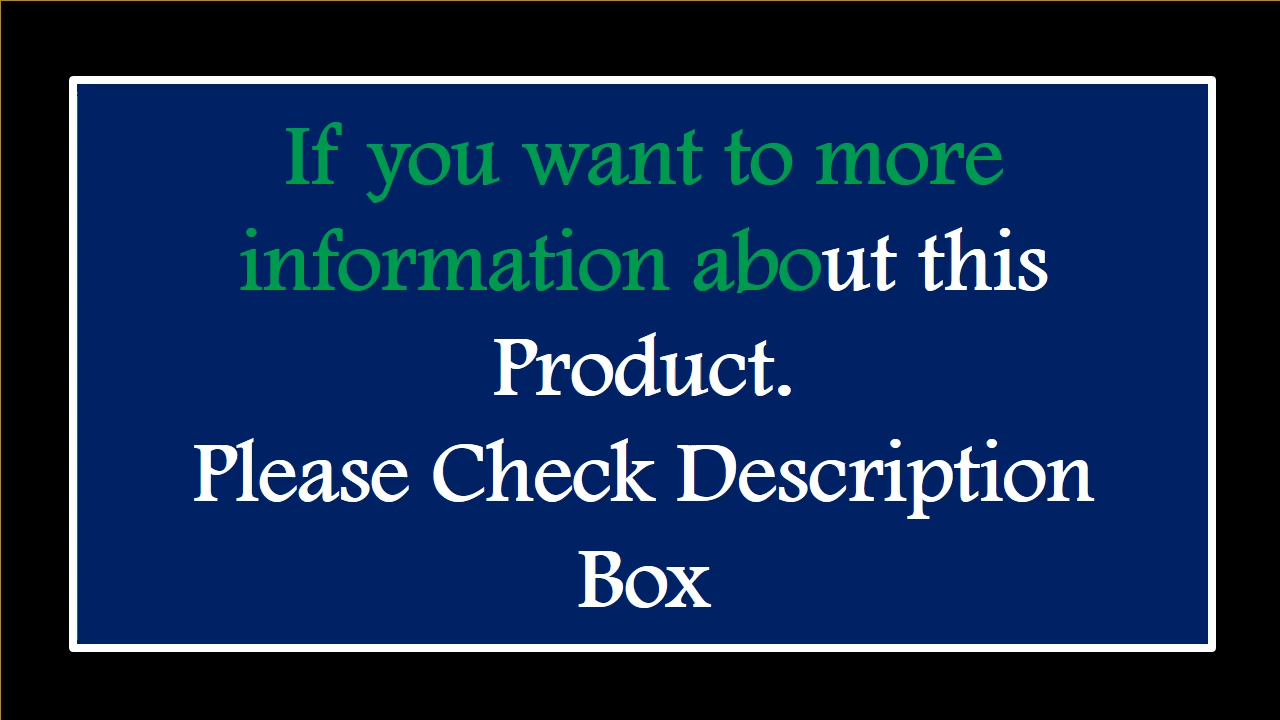 If you want to more
information about this
Product.
Please Check Description
Box